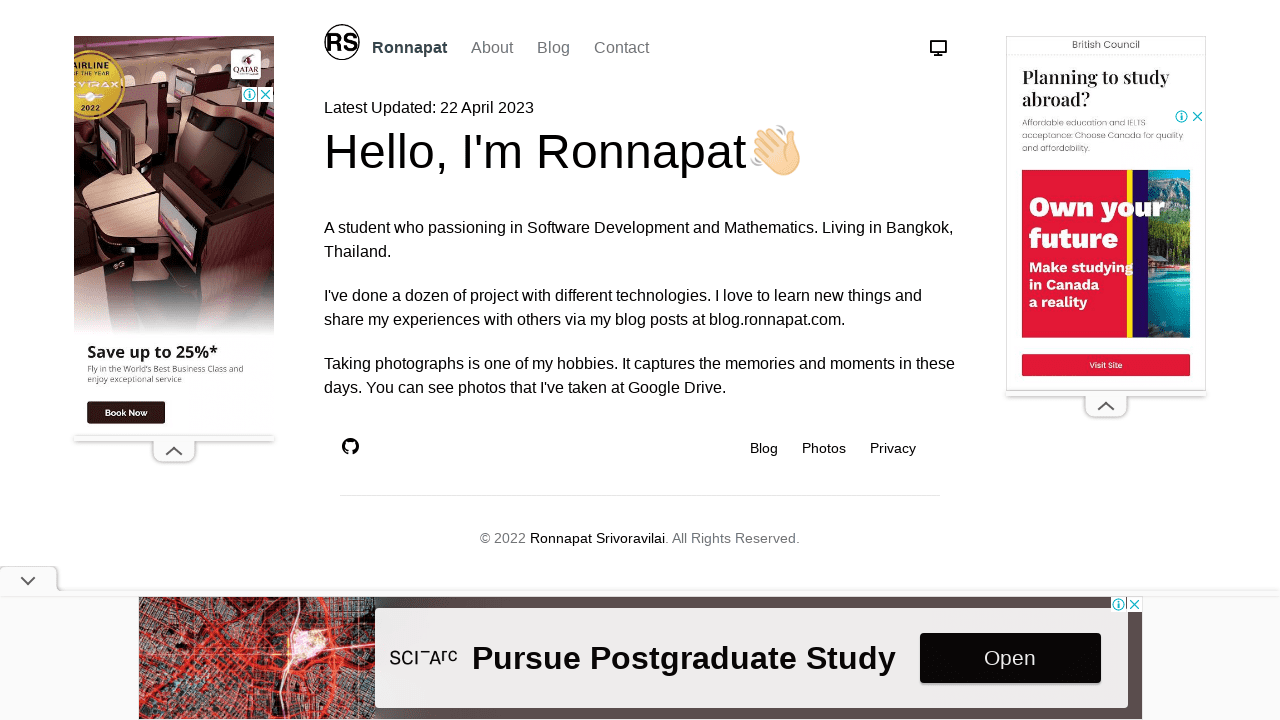 RS Ronnapat About Blog Contact
Latest Updated: 22 April 2023
Hello, I'm Ronnapat
A student who passioning in Software Development and Mathematics. Living in Bangkok,
Thailand.
I've done a dozen of project with different technologies. I love to learn new things and
share my experiences with others via my blog posts at blog.ronnapat.com.
Taking photographs is one of my hobbies. It captures the memories and moments in these
days. You can see photos that I've taken at Google Drive.
Blog Photos Privacy
© 2022 Ronnapat Srivoravilai. All Rights Reserved.
AIRLINE
OF THE YEAR
SKYTRAX
2022
QATAR
Save up to 25%*
Fly in the World's Best Business Class and
enjoy exceptional service
Book Now
British Council
Planning to study
abroad?
Affordable education and IELTS
acceptance: Choose Canada for quality
and affordability.
Own your
future
Make studying
in Canada
a reality
Visit Site
SCI-Arc
Pursue Postgraduate Study
Open